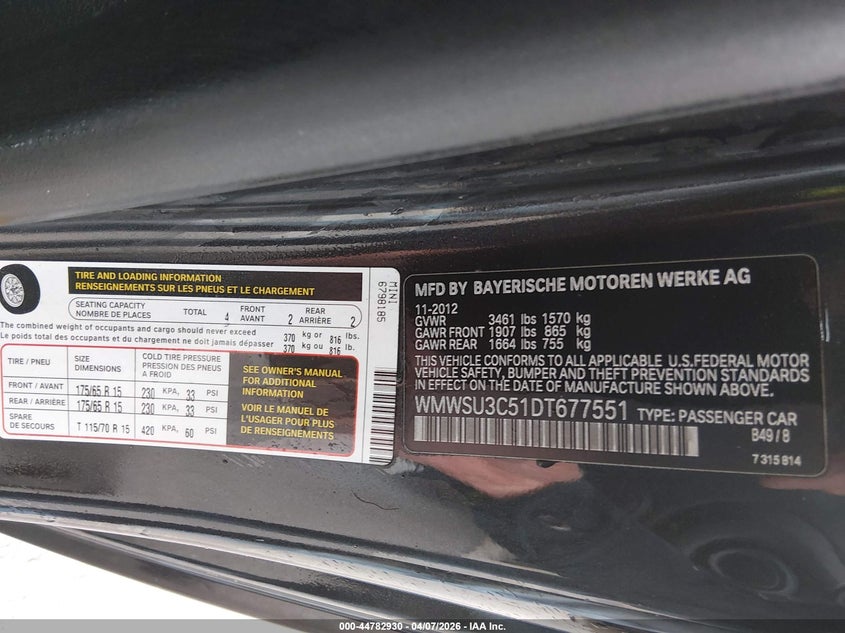 TIRE AND LOADING INFORMATION
RENSEIGNEMENTS SUR LES PNEUS ET LE CHARGEMENT
SEATING CAPACITY
NOMBRE DE PLACES
TOTAL 4
FRONT
AVANT 2
REAR
ARRIÈRE 2
The combined weight of occupants and cargo should never exceed 370 kg or 816 lbs.
Le poids total des occupants et du chargement ne doit jamais dépasser 370 kg ou 816 lb.
TIRE / PNEU
SIZE
DIMENSIONS
COLD TIRE PRESSURE
PRESSION DES PNEUS
A FROID
FRONT / AVANT 175/65 R 15 230 KPA, 33 PSI
REAR / ARRIÈRE 175/65 R 15 230 KPA, 33 PSI
SPARE
DE SECOURS T 115/70 R 15 420 KPA, 60 PSI
SEE OWNER'S MANUAL
FOR ADDITIONAL
INFORMATION
VOIR LE MANUEL DE
L'USAGER POUR PLUS
DE RENSEIGNEMENTS
MINI
6798185
MFD BY BAYERISCHE MOTOREN WERKE AG
11-2012
GVWR 3461 lbs 1570 kg
GAWR FRONT 1907 lbs 865 kg
GAWR REAR 1664 lbs 755 kg
THIS VEHICLE CONFORMS TO ALL APPLICABLE U.S.FEDERAL MOTOR
VEHICLE SAFETY, BUMPER AND THEFT PREVENTION STANDARDS
IN EFFECT ON THE DATE OF MANUFACTURE SHOWN ABOVE.
WMWSU3C51DT677551 TYPE: PASSENGER CAR
B49 / 8
7 315 814
000-44782930 - 04/07/2026 - IAA Inc.